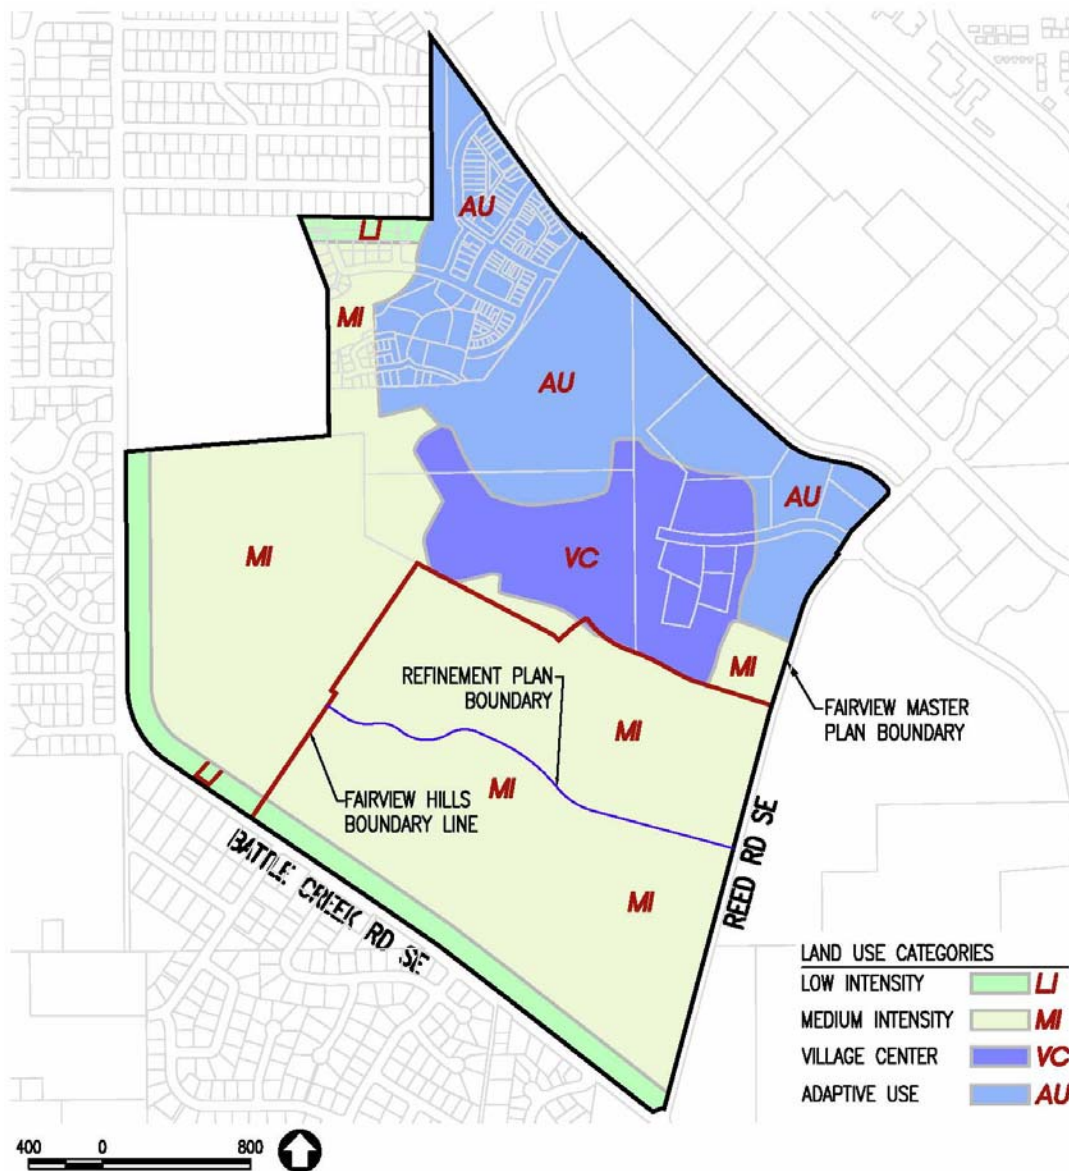 AU
LI
MI
AU
AU
MI
VC
MI
REFINEMENT PLAN
BOUNDARY
MI
FAIRVIEW MASTER
PLAN BOUNDARY
LI
FAIRVIEW HILLS
BOUNDARY LINE
MI
BATTLE CREEK RD SE
REED RD SE
MI
LAND USE CATEGORIES
LOW INTENSITY LI
MEDIUM INTENSITY MI
VILLAGE CENTER VC
ADAPTIVE USE AU
400 0 800